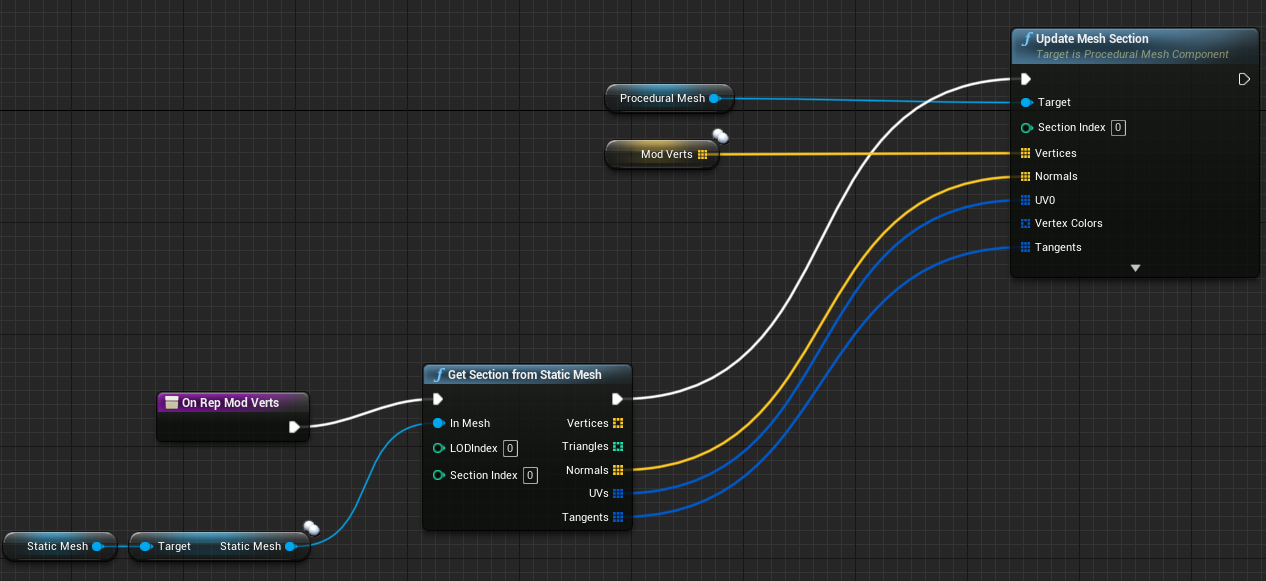 Update Mesh Section
Target is Procedural Mesh Component
Procedural Mesh
Target
Section Index 0
Mod Verts
Vertices
Normals
UV0
Vertex Colors
Tangents
Get Section from Static Mesh
On Rep Mod Verts
In Mesh
Vertices
LODIndex 0
Triangles
Section Index 0
Normals
UVs
Tangents
Static Mesh
Target
Static Mesh